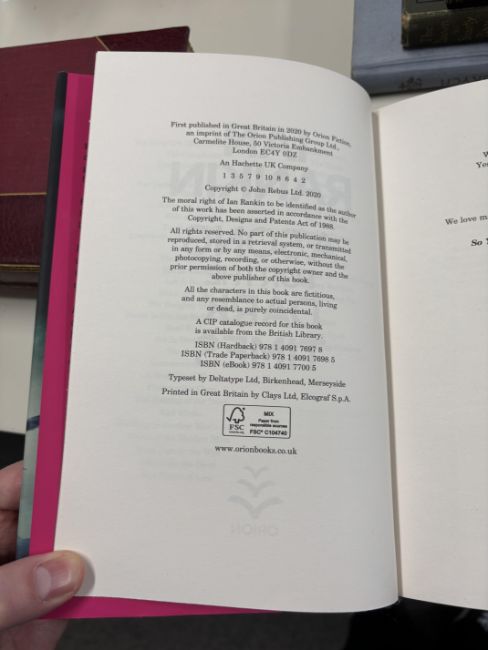 First published in Great Britain in 2020 by Orion Fiction,
an imprint of The Orion Publishing Group Ltd.,
Carmelite House, 50 Victoria Embankment
London EC4Y 0DZ
An Hachette UK Company
1 3 5 7 9 10 8 6 4 2
Copyright © John Rebus Ltd. 2020
The moral right of Ian Rankin to be identified as the author
of this work has been asserted in accordance with the
Copyright, Designs and Patents Act of 1988.
All rights reserved. No part of this publication may be
reproduced, stored in a retrieval system, or transmitted
in any form or by any means, electronic, mechanical,
photocopying, recording, or otherwise, without the
prior permission of both the copyright owner and the
above publisher of this book.
All the characters in this book are fictitious,
and any resemblance to actual persons, living
or dead, is purely coincidental.
A CIP catalogue record for this book
is available from the British Library.
ISBN (Hardback) 978 1 4091 7697 8
ISBN (Trade Paperback) 978 1 4091 7698 5
ISBN (eBook) 978 1 4091 7700 5
Typeset by Deltatype Ltd, Birkenhead, Merseyside
Printed in Great Britain by Clays Ltd, Elcograf S.p.A.
FSC
MIX
Paper from
responsible sources
FSC® C104740
www.orionbooks.co.uk
ORION
We love
So